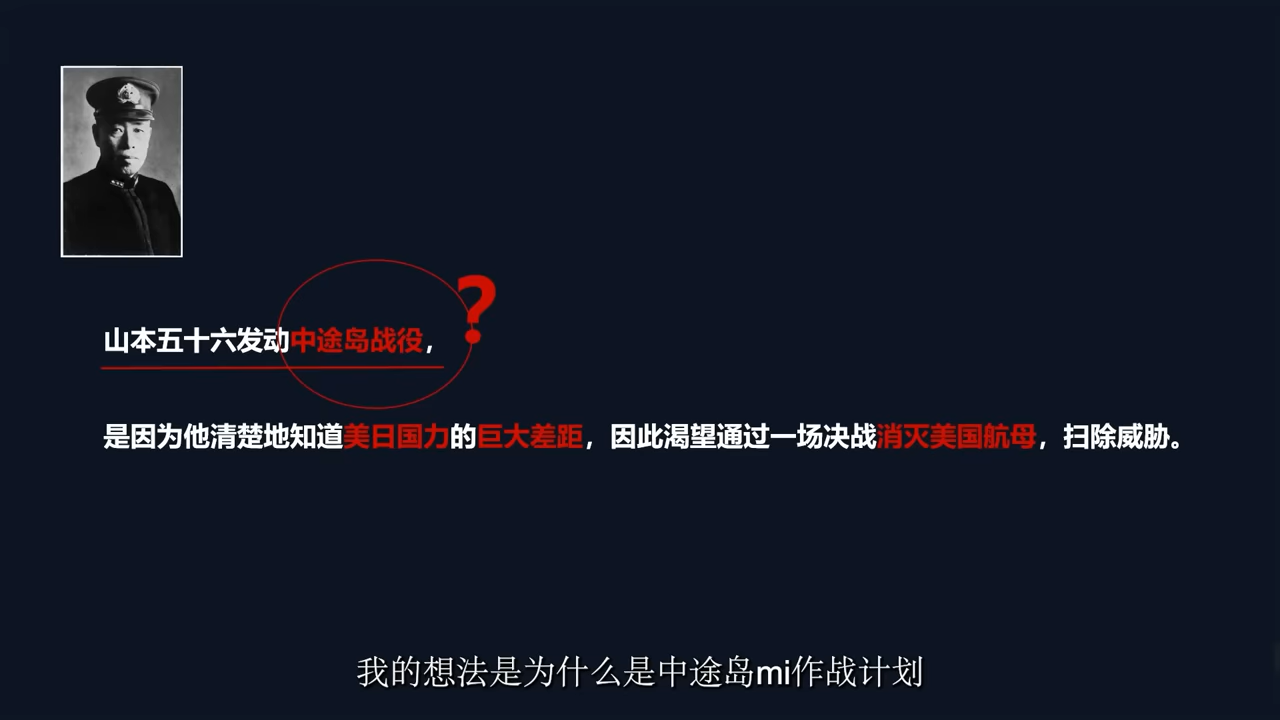 山本五十六发动中途岛战役，
?
是因为他清楚地知道美日国力的巨大差距，因此渴望通过一场决战消灭美国航母，扫除威胁。
我的想法是为什么是中途岛mi作战计划